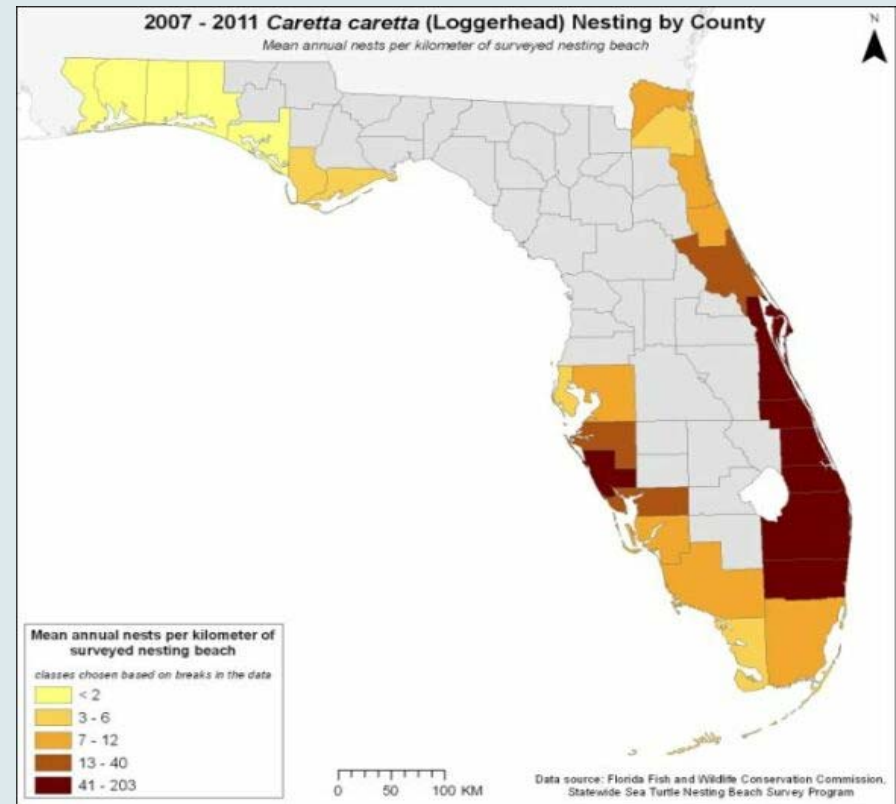 2007 - 2011 Caretta caretta (Loggerhead) Nesting by County
Mean annual nests per kilometer of surveyed nesting beach
N
Mean annual nests per kilometer of
surveyed nesting beach
classes chosen based on breaks in the data
< 2
3 - 6
7 - 12
13 - 40
41 - 203
0 50 100 KM
Data source: Florida Fish and Wildlife Conservation Commission,
Statewide Sea Turtle Nesting Beach Survey Program